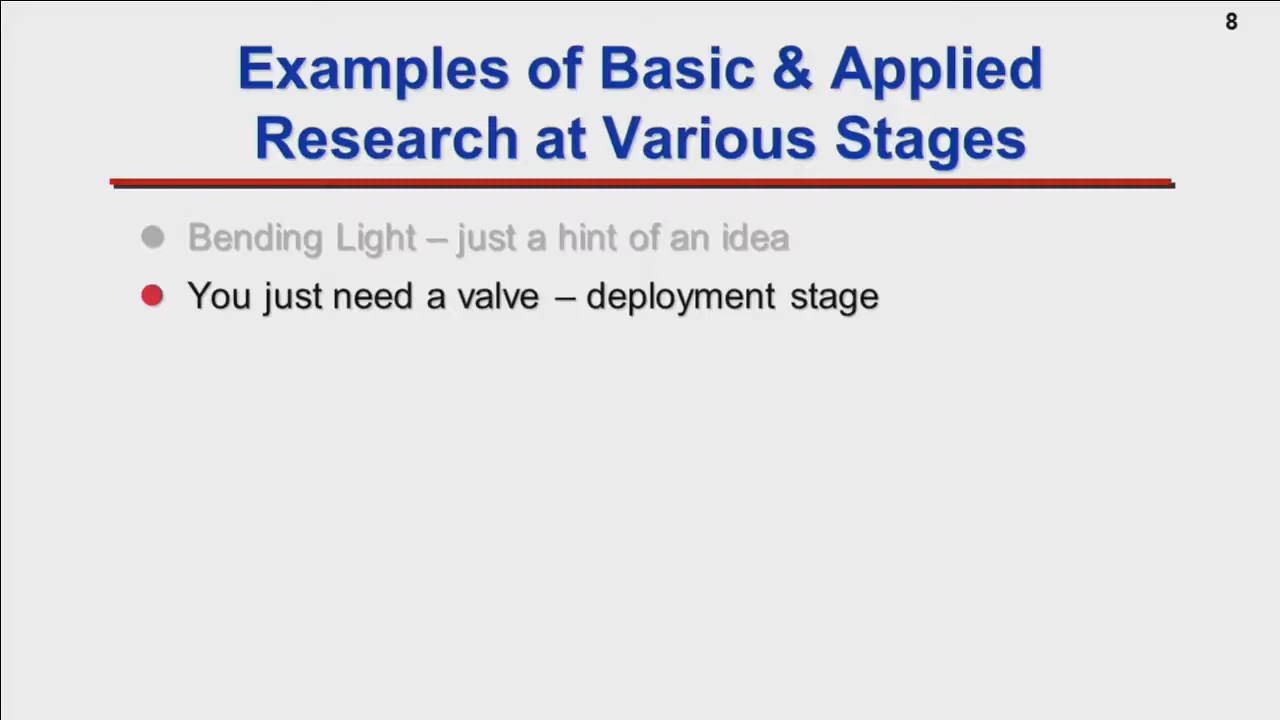 8
Examples of Basic & Applied
Research at Various Stages
Bending Light – just a hint of an idea
You just need a valve – deployment stage